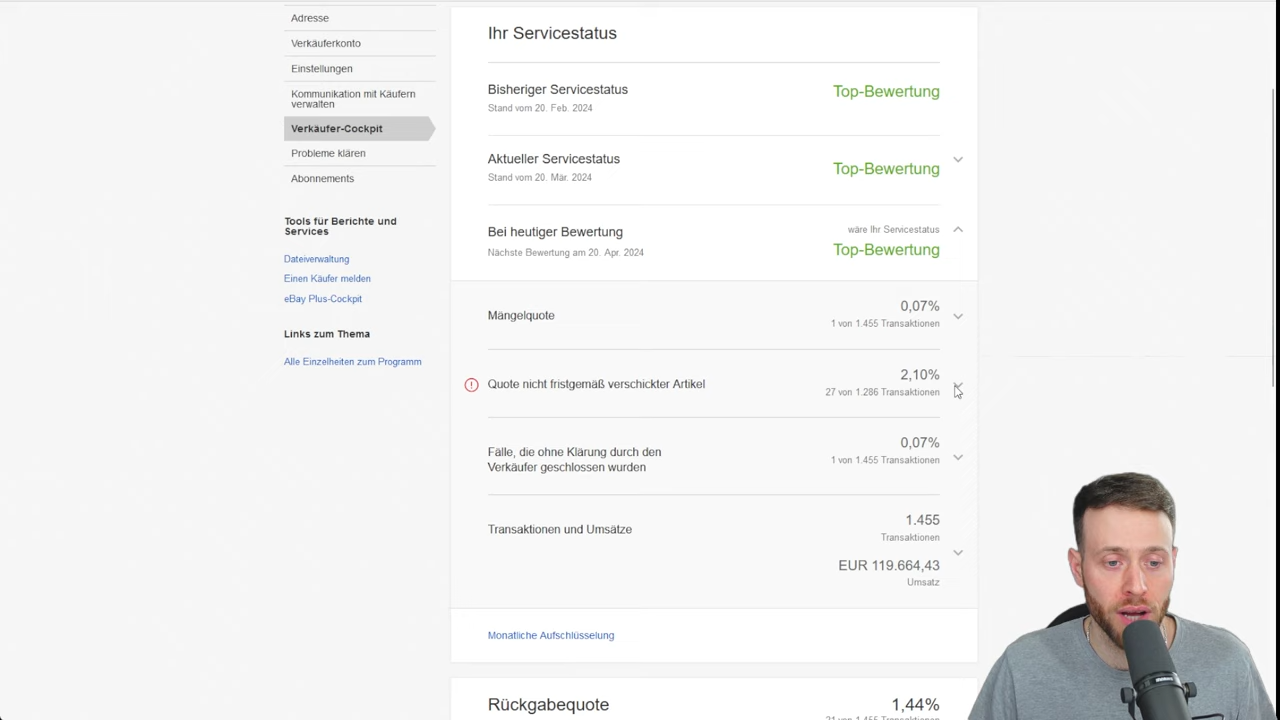 Adresse
Verkäuferkonto
Einstellungen
Kommunikation mit Käufern
verwalten
Verkäufer-Cockpit
Probleme klären
Abonnements
Tools für Berichte und
Services
Dateiverwaltung
Einen Käufer melden
eBay Plus-Cockpit
Links zum Thema
Alle Einzelheiten zum Programm
Ihr Servicestatus
Bisheriger Servicestatus
Top-Bewertung
Stand vom 20. Feb. 2024
Aktueller Servicestatus
Top-Bewertung
Stand vom 20. Mär. 2024
Bei heutiger Bewertung
wäre Ihr Servicestatus
Top-Bewertung
Nächste Bewertung am 20. Apr. 2024
Mängelquote
0,07%
1 von 1.455 Transaktionen
Quote nicht fristgemäß verschickter Artikel
2,10%
27 von 1.286 Transaktionen
Fälle, die ohne Klärung durch den
Verkäufer geschlossen wurden
0,07%
1 von 1.455 Transaktionen
Transaktionen und Umsätze
1.455
Transaktionen
EUR 119.664,43
Umsatz
Monatliche Aufschlüsselung
Rückgabequote
1,44%
21 von 1.455 Transaktionen